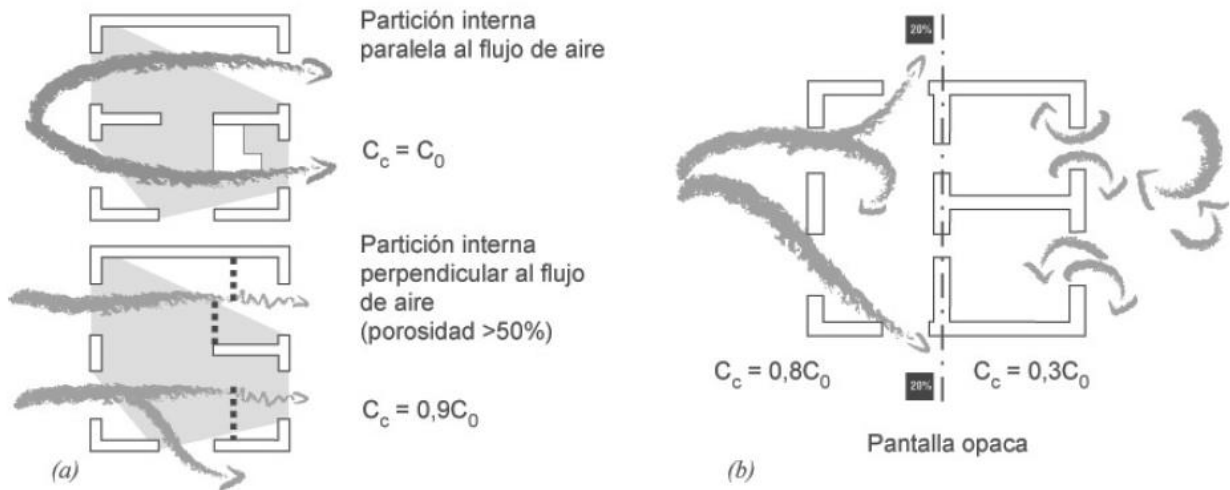 Partición interna
paralela al flujo de aire
C_c = C_0
Partición interna
perpendicular al flujo
de aire
(porosidad >50%)
C_c = 0,9C_0
(a)
20%
C_c = 0,8C_0
C_c = 0,3C_0
20%
Pantalla opaca
(b)